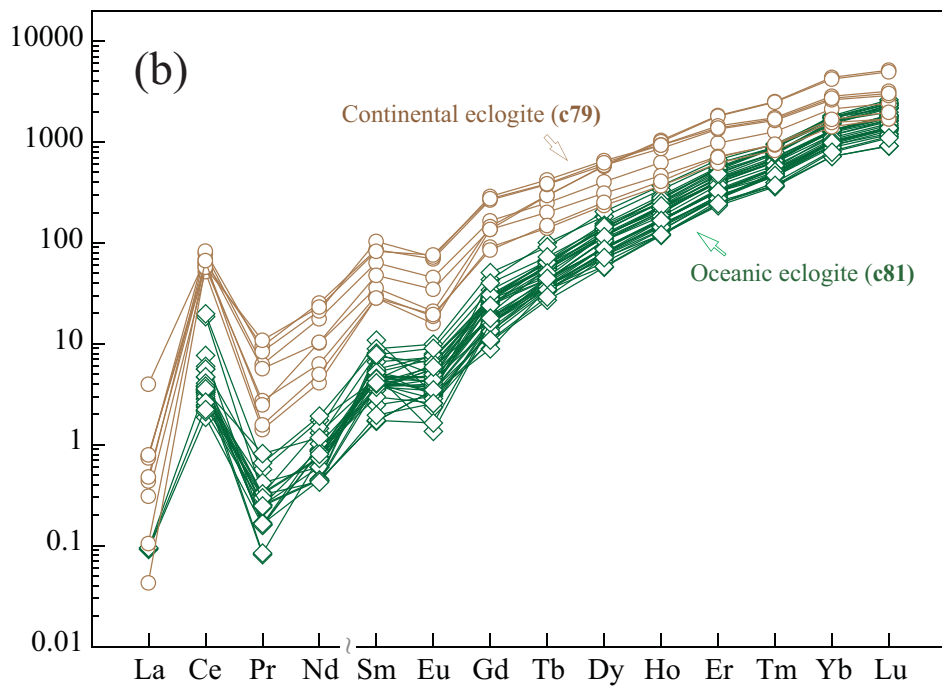 10000
(b)
Continental eclogite (c79)
1000
100
Oceanic eclogite (c81)
10
1
0.1
0.01
La Ce Pr Nd ~ Sm Eu Gd Tb Dy Ho Er Tm Yb Lu